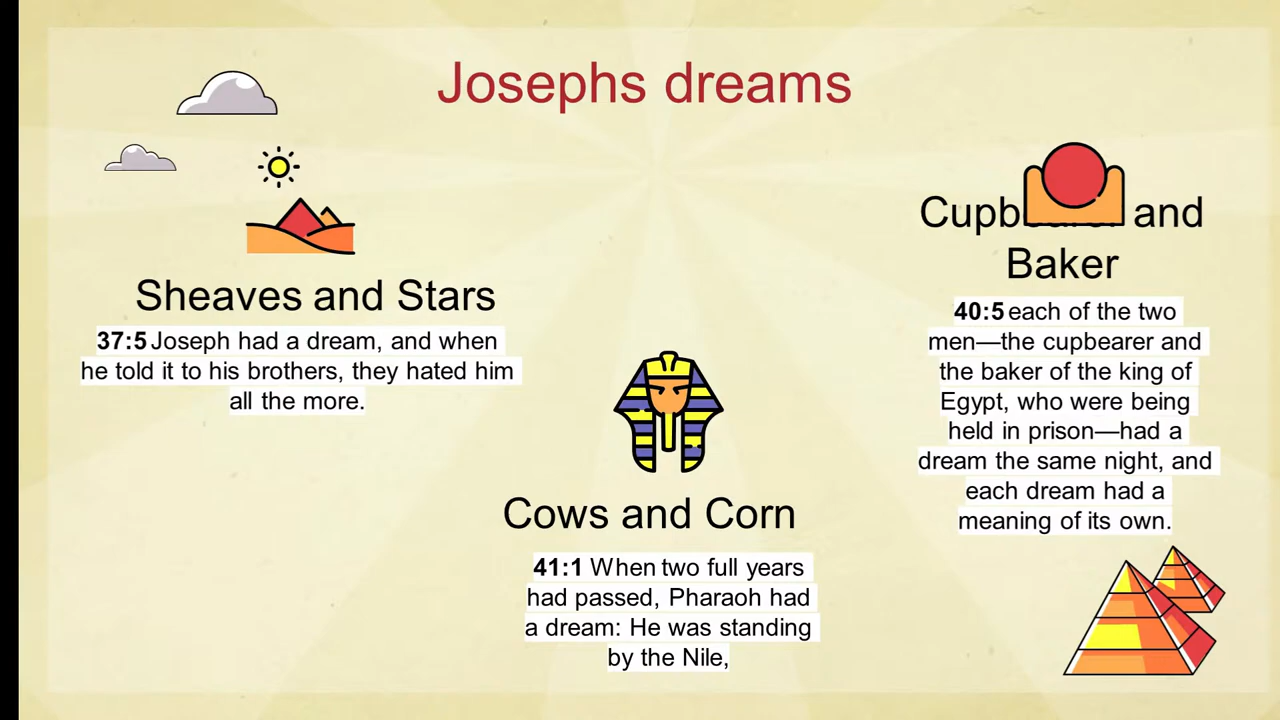 Josephs dreams
Sheaves and Stars
37:5 Joseph had a dream, and when
he told it to his brothers, they hated him
all the more.
Cows and Corn
41:1 When two full years
had passed, Pharaoh had
a dream: He was standing
by the Nile,
Cupbearer and
Baker
40:5 each of the two
men—the cupbearer and
the baker of the king of
Egypt, who were being
held in prison—had a
dream the same night, and
each dream had a
meaning of its own.